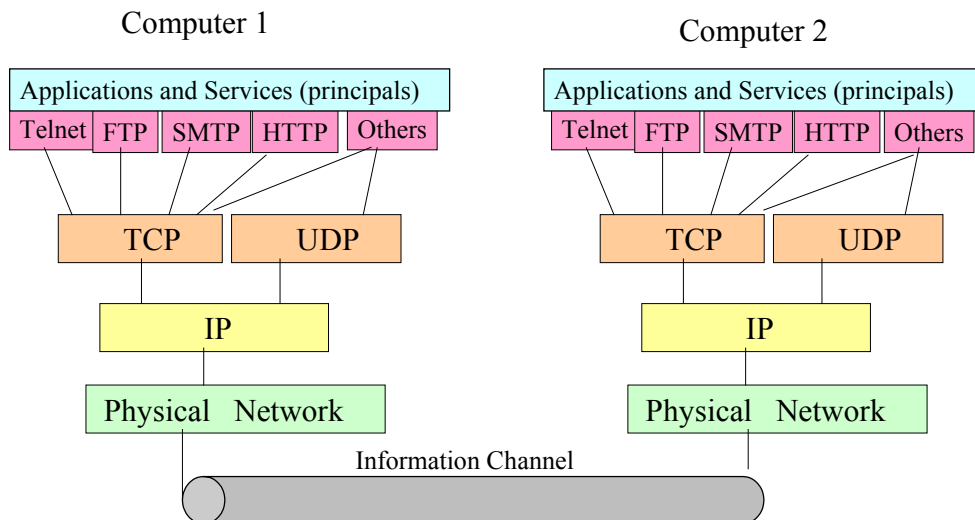 Computer 1
Computer 2
Applications and Services (principals)
Telnet FTP SMTP HTTP Others
TCP UDP
IP
Physical Network
Applications and Services (principals)
Telnet FTP SMTP HTTP Others
TCP UDP
IP
Physical Network
Information Channel